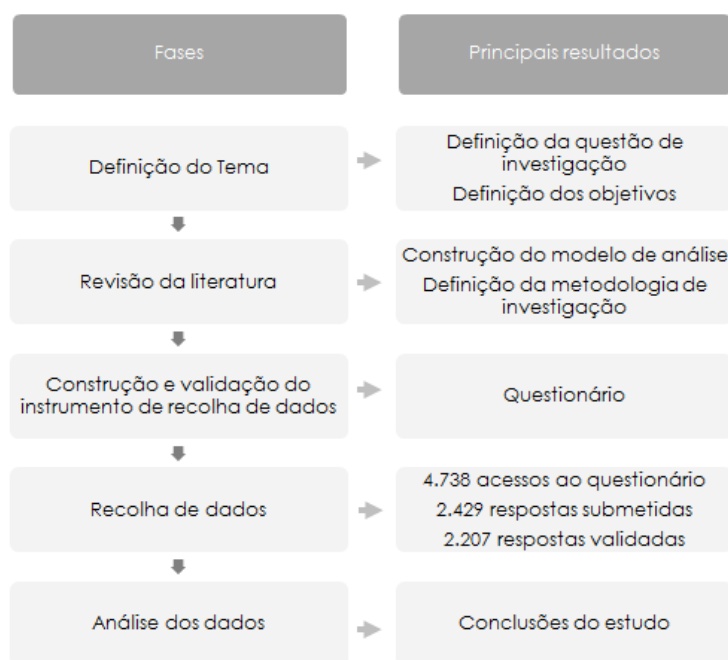 Fases
Principais resultados
Definição do Tema
Definição da questão de
investigação
Definição dos objetivos
Revisão da literatura
Construção do modelo de análise
Definição da metodologia de
investigação
Construção e validação do
instrumento de recolha de dados
Questionário
Recolha de dados
4.738 acessos ao questionário
2.429 respostas submetidas
2.207 respostas validadas
Análise dos dados
Conclusões do estudo